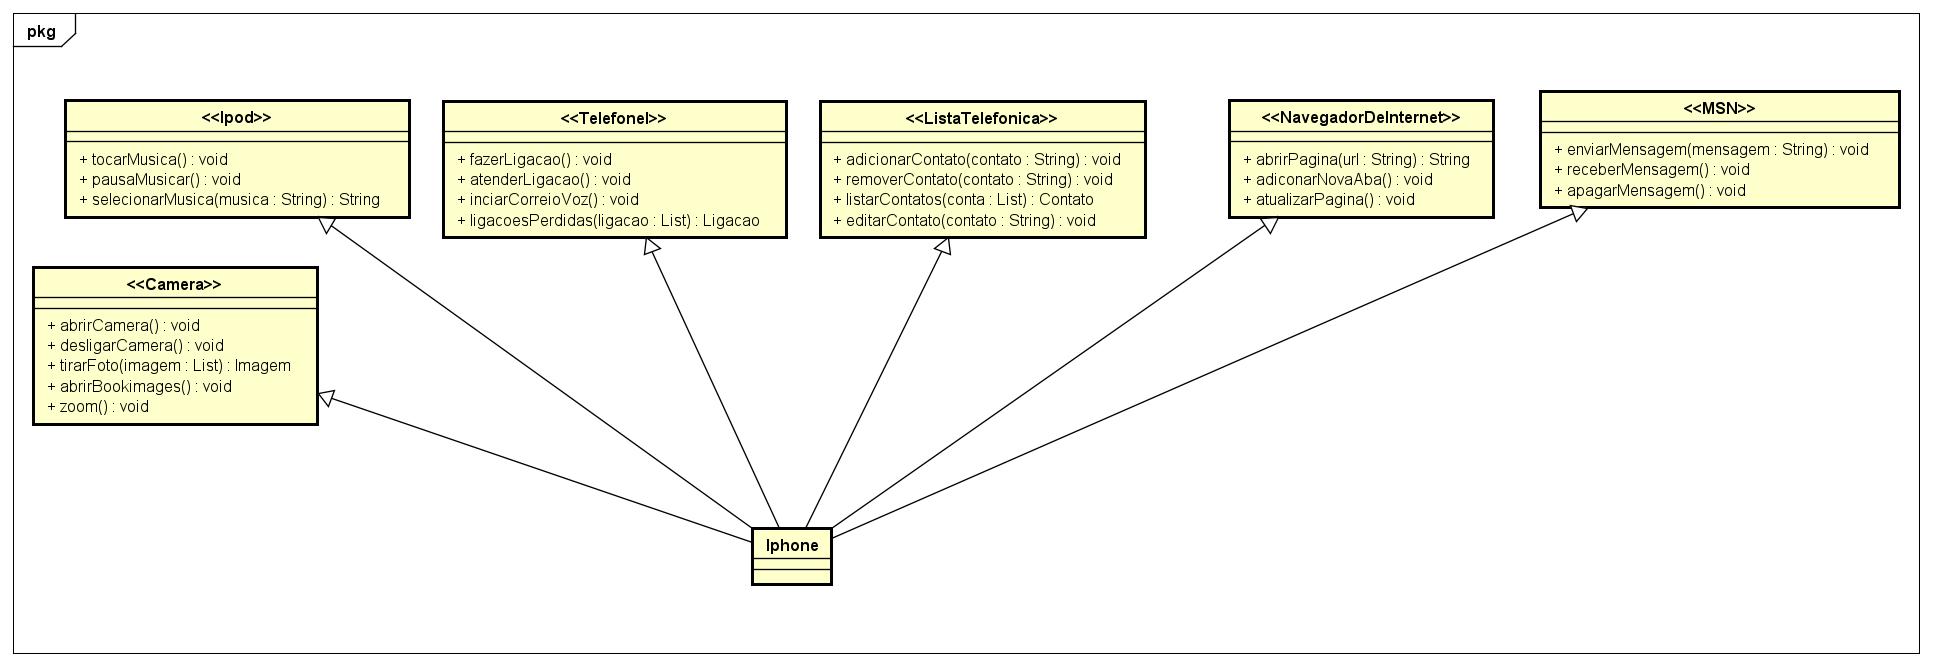 pkg
<<Ipod>>
+ tocarMusica() : void
+ pausaMusicar() : void
+ selecionarMusica(musica : String) : String
<<Telefonel>>
+ fazerLigacao() : void
+ atenderLigacao() : void
+ inciarCorreioVoz() : void
+ ligacoesPerdidas(ligacao : List) : Ligacao
<<ListaTelefonica>>
+ adicionarContato(contato : String) : void
+ removerContato(contato : String) : void
+ listarContatos(conta : List) : Contato
+ editarContato(contato : String) : void
<<NavegadorDeInternet>>
+ abrirPagina(url : String) : String
+ adiconarNovaAba() : void
+ atualizarPagina() : void
<<MSN>>
+ enviarMensagem(mensagem : String) : void
+ receberMensagem() : void
+ apagarMensagem() : void
<<Camera>>
+ abrirCamera() : void
+ desligarCamera() : void
+ tirarFoto(imagem : List) : Imagem
+ abrirBookimages() : void
+ zoom() : void
Iphone